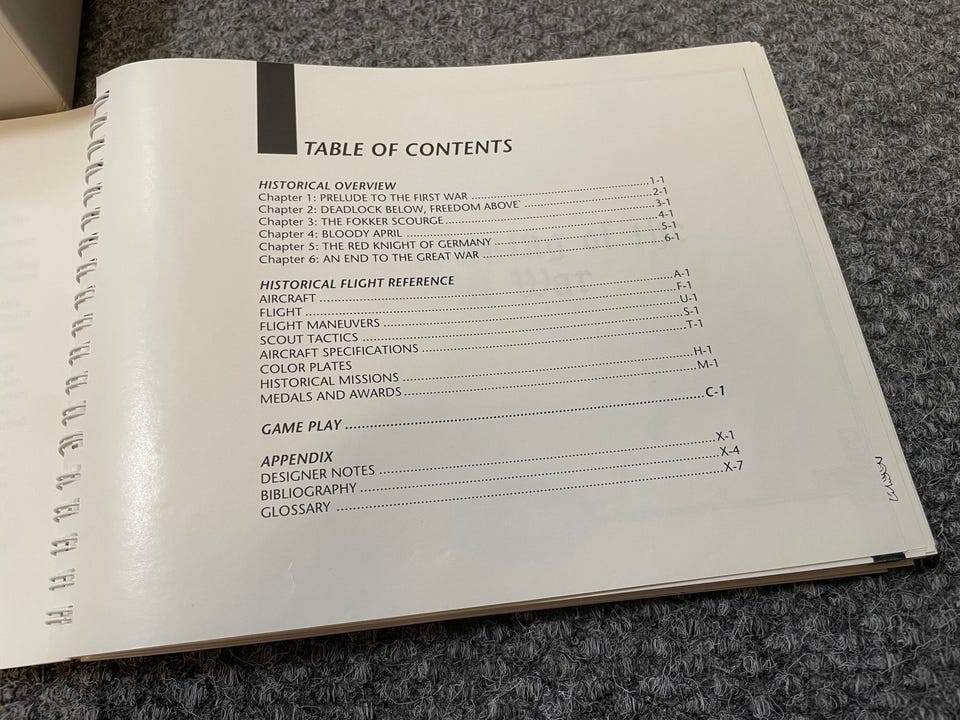 TABLE OF CONTENTS
HISTORICAL OVERVIEW
Chapter 1: PRELUDE TO THE FIRST WAR ........ 1-1
Chapter 2: DEADLOCK BELOW, FREEDOM ABOVE ........ 2-1
Chapter 3: THE FOKKER SCOURGE ........ 3-1
Chapter 4: BLOODY APRIL ........ 4-1
Chapter 5: THE RED KNIGHT OF GERMANY ........ 5-1
Chapter 6: AN END TO THE GREAT WAR ........ 6-1
HISTORICAL FLIGHT REFERENCE
AIRCRAFT ........ A-1
FLIGHT ........ F-1
FLIGHT MANEUVERS ........ U-1
SCOUT TACTICS ........ S-1
AIRCRAFT SPECIFICATIONS ........ T-1
COLOR PLATES
HISTORICAL MISSIONS ........ H-1
MEDALS AND AWARDS ........ M-1
GAME PLAY ........ C-1
APPENDIX
DESIGNER NOTES ........ X-1
BIBLIOGRAPHY ........ X-4
GLOSSARY ........ X-7